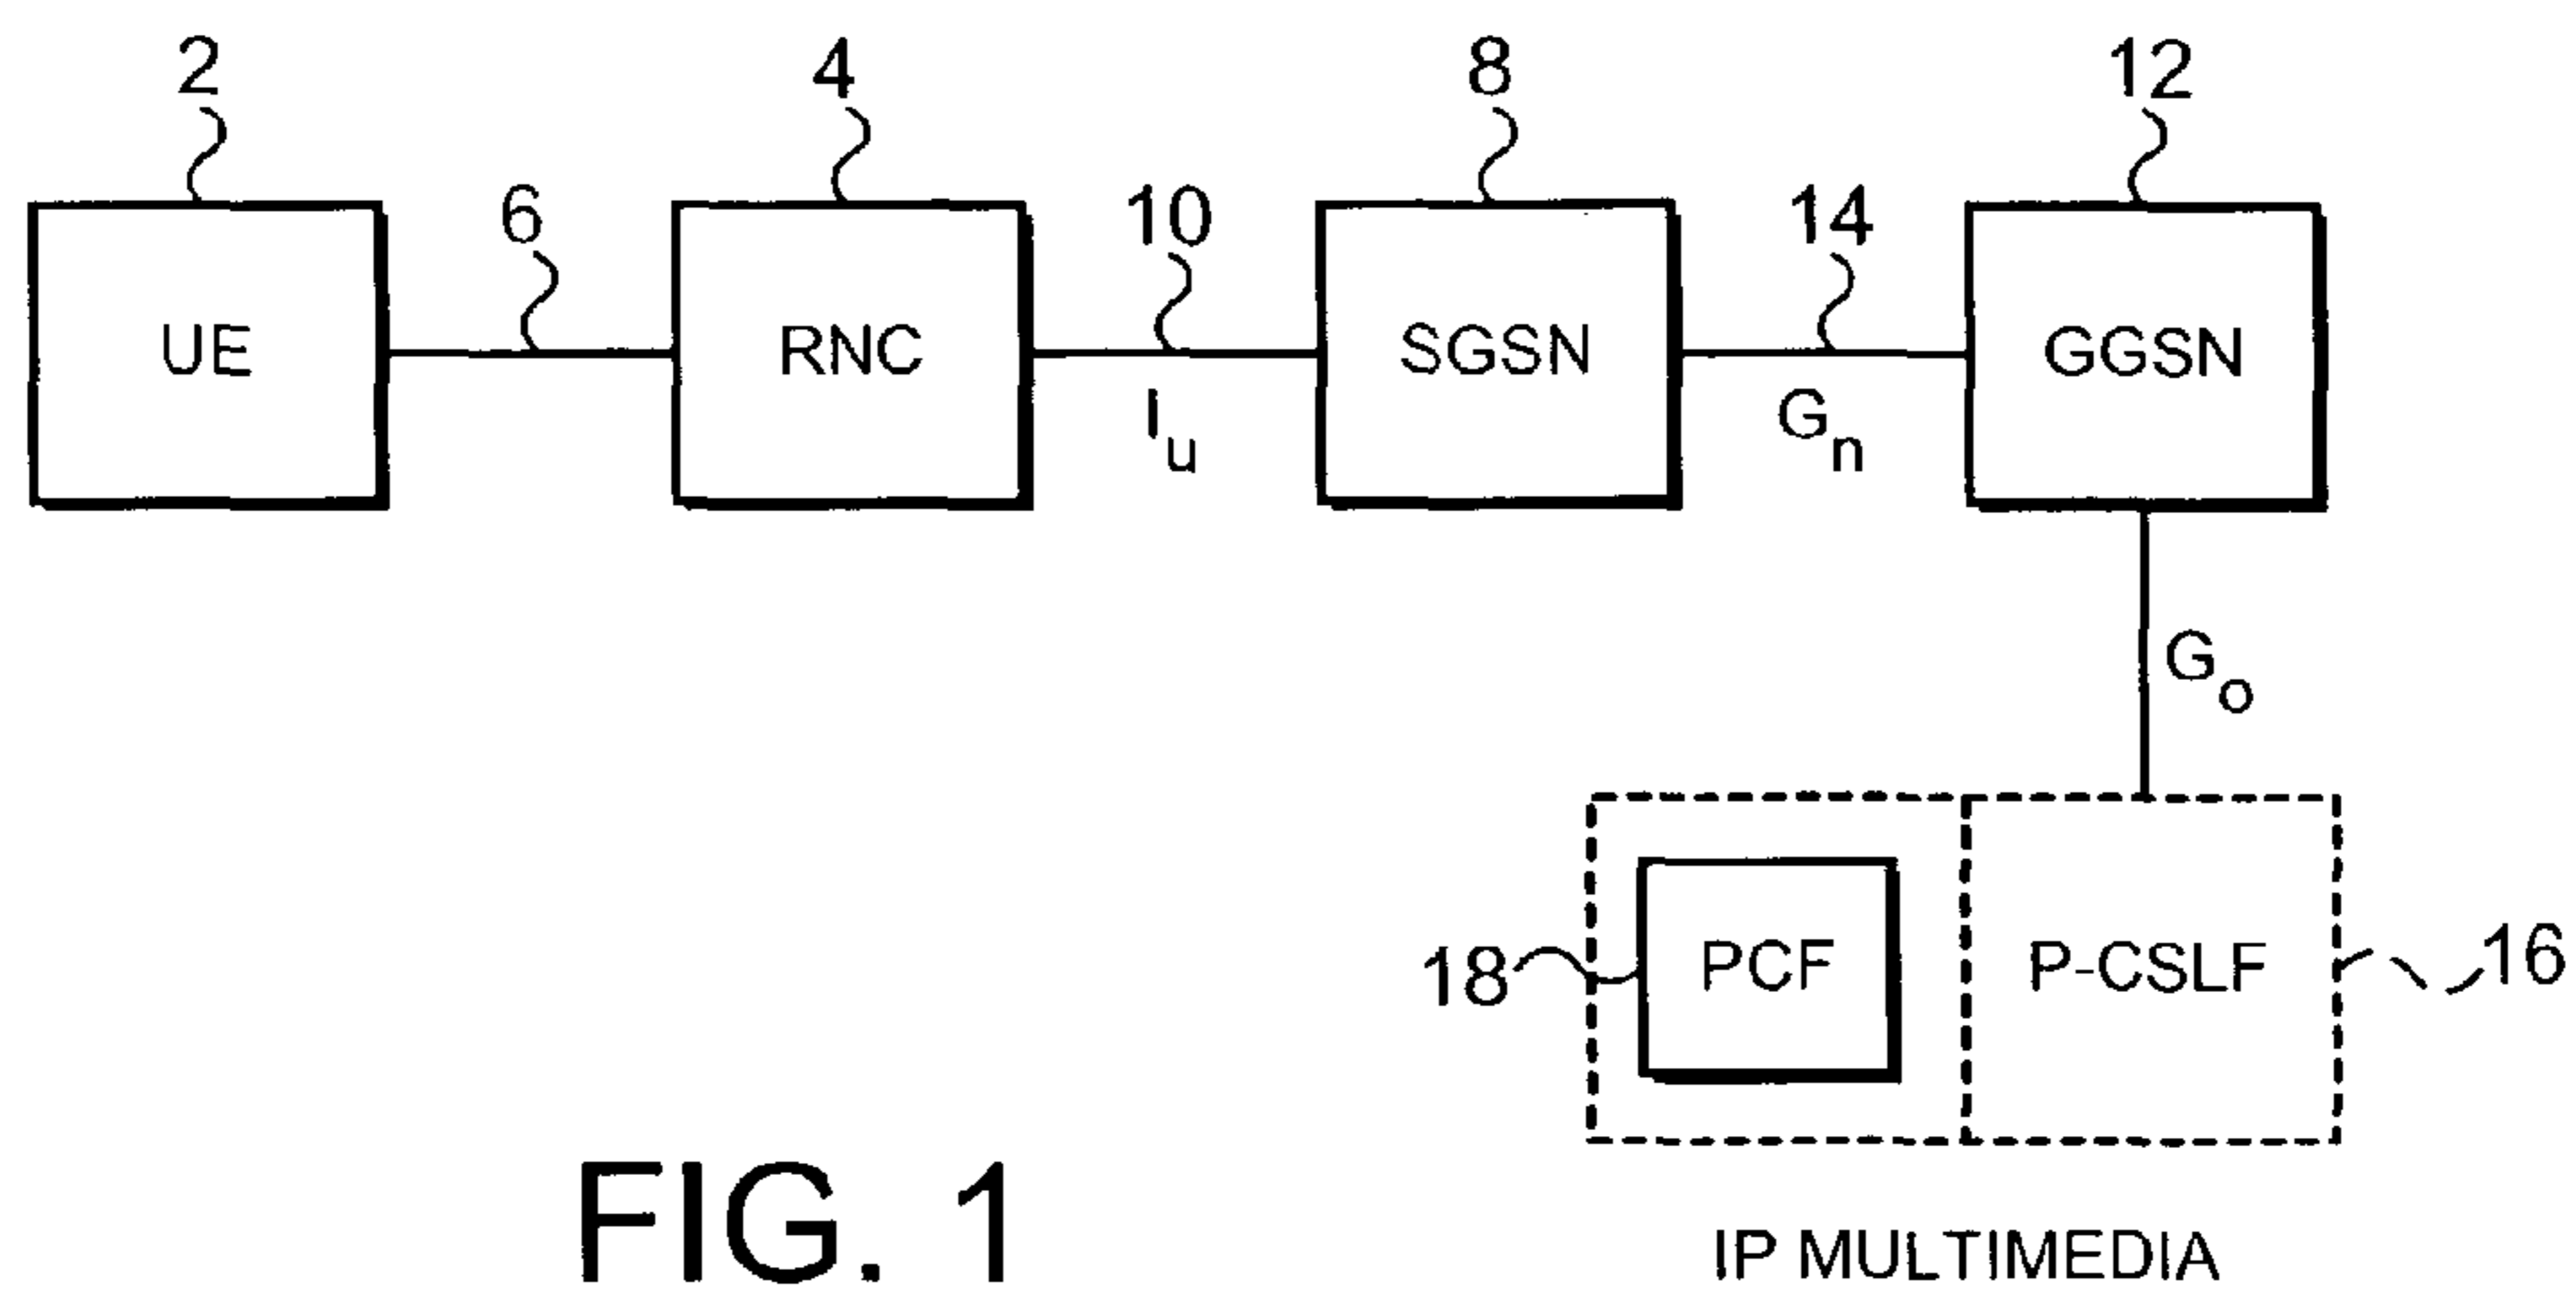 2
4
8
12
6
10
14
UE
RNC
SGSN
GGSN
Iu
Gn
Go
18
PCF
P-CSLF
16
FIG. 1
IP MULTIMEDIA